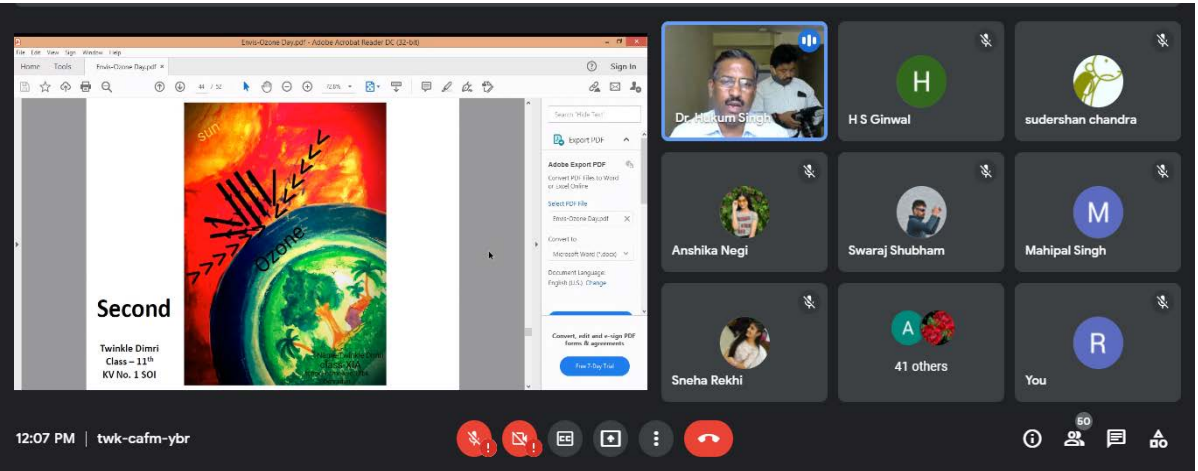 Envis-Ozone Day.pdf - Adobe Acrobat Reader DC (32-bit)
File Edit View Sign Window Help
Home Tools Envis-Ozone Day.pdf × Sign In
44 / 52
sun
Ozone
Second
Twinkle Dimri
Class – 11th
KV No. 1 SOI
Search 'Hide Text'
Export PDF
Adobe Export PDF
Convert PDF Files to Word
or Excel Online
Select PDF File
Envis-Ozone Day.pdf ×
Convert to
Microsoft Word (*.docx)
Document Language:
English (U.S.) Change
Convert, edit and e-sign PDF
forms & agreements
Free 7-Day Trial
Dr. Hukum Singh
H
H S Ginwal
sudershan chandra
Anshika Negi
Swaraj Shubham
M
Mahipal Singh
Sneha Rekhi
A
41 others
R
You
12:07 PM | twk-cafm-ybr
CC
50